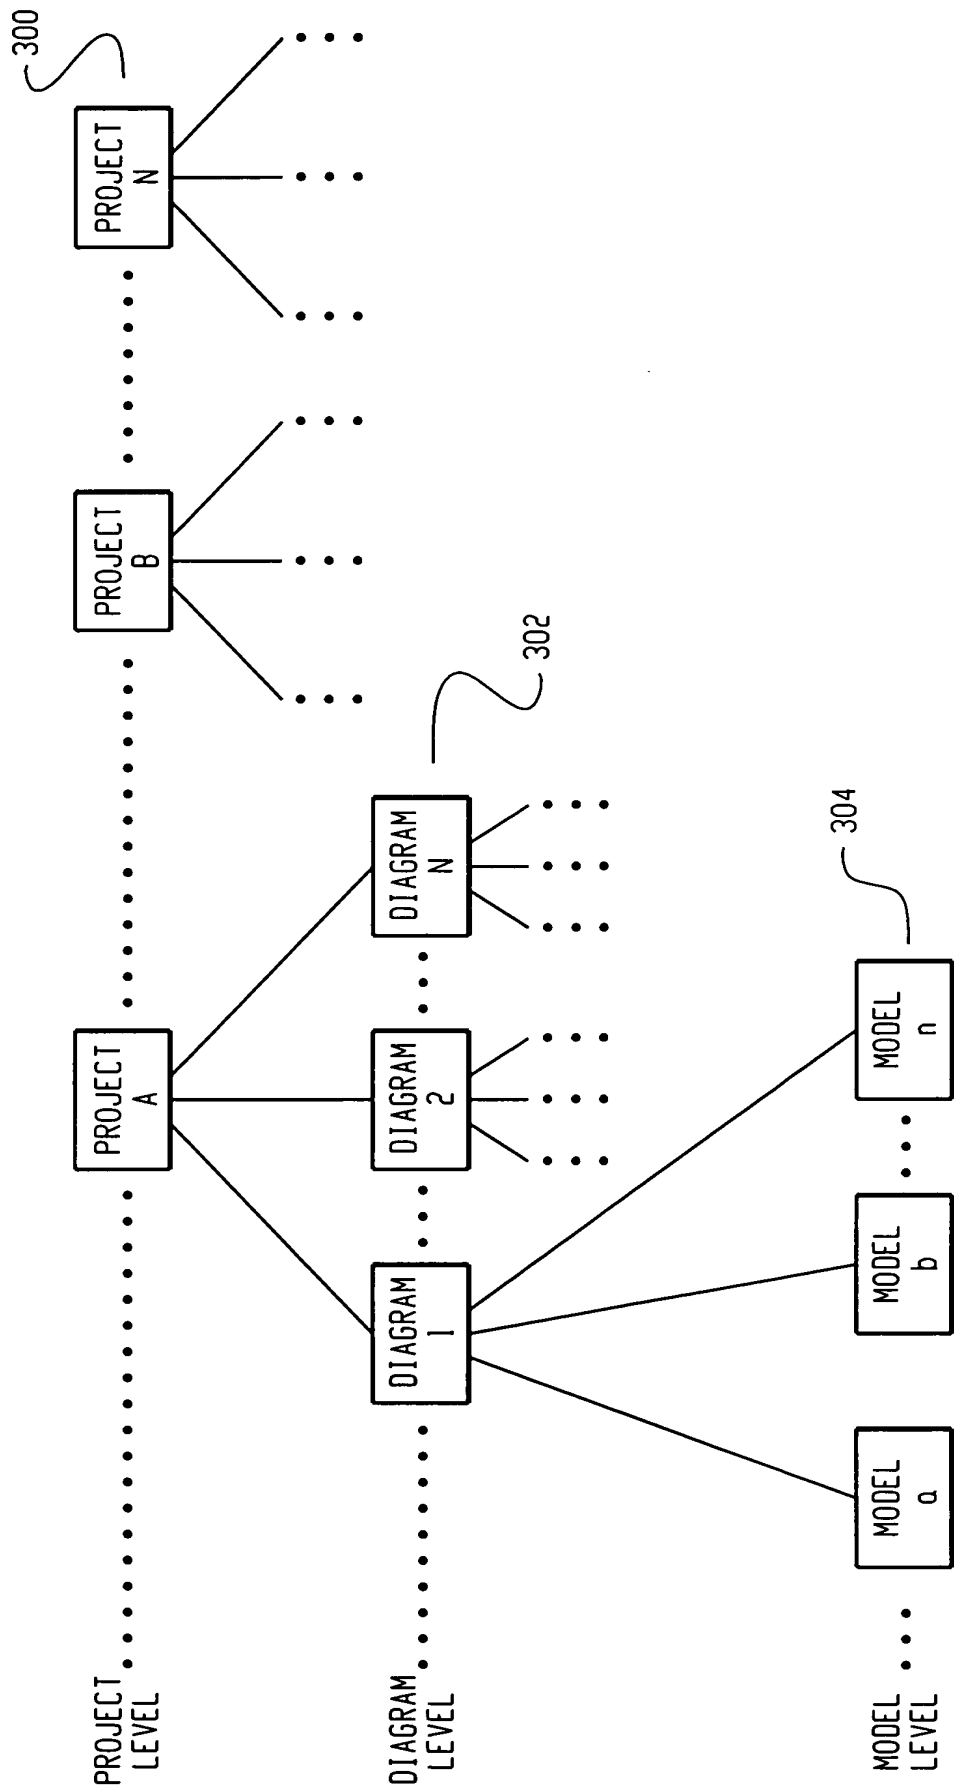 300
PROJECT
LEVEL
PROJECT
A
PROJECT
B
PROJECT
N
302
DIAGRAM
LEVEL
DIAGRAM
1
DIAGRAM
2
DIAGRAM
N
304
MODEL
LEVEL
MODEL
a
MODEL
b
MODEL
n